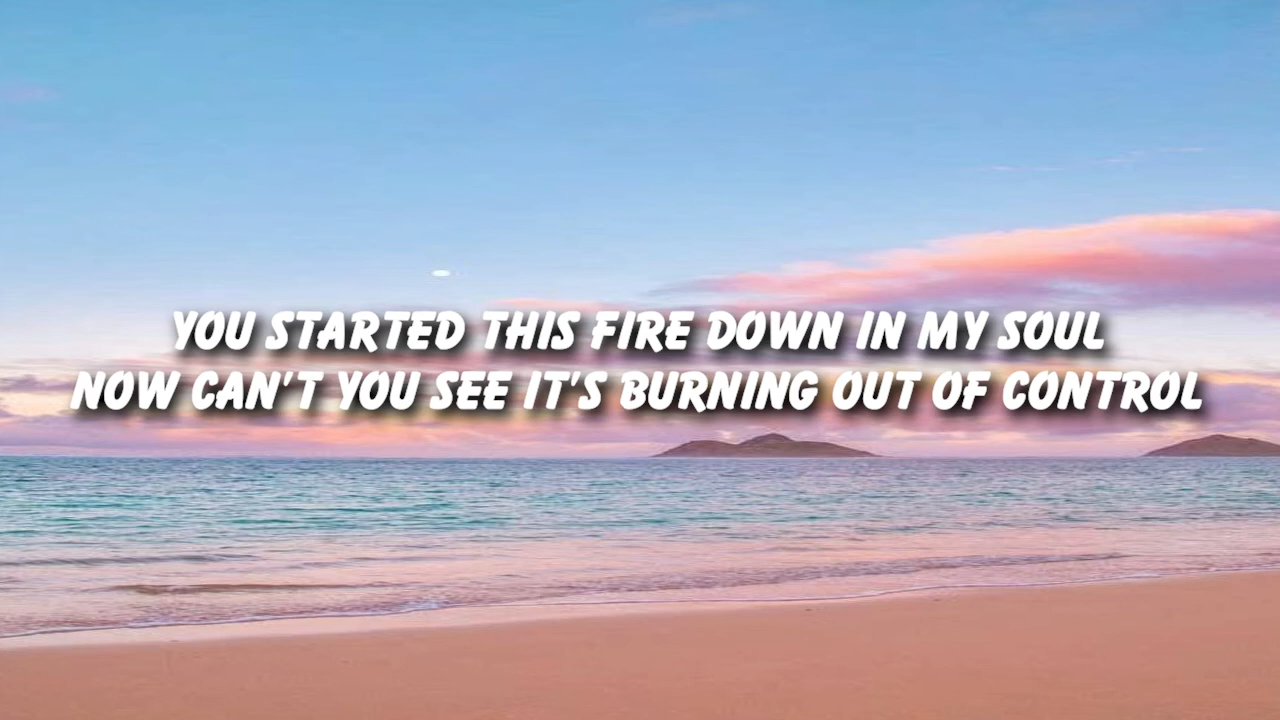 YOU STARTED THIS FIRE DOWN IN MY SOUL
NOW CAN'T YOU SEE IT'S BURNING OUT OF CONTROL